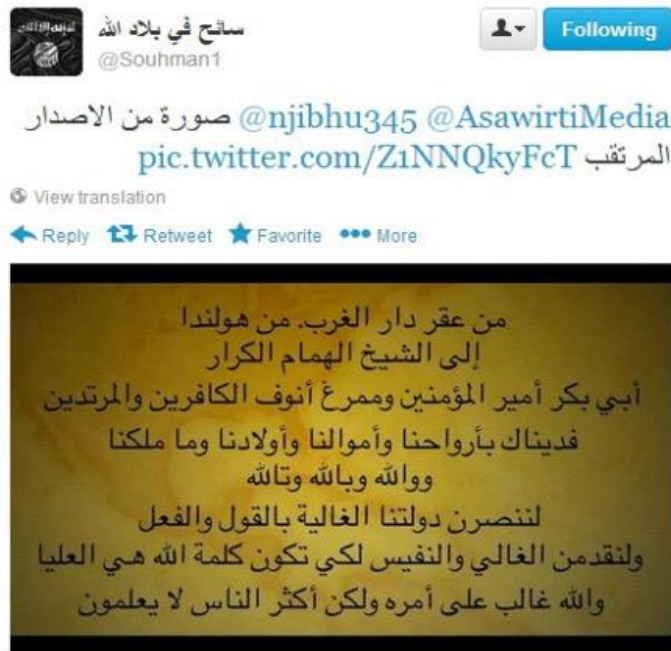 سائح في بلاد الله
@Souhman1
Following
@njibhu345 @AsawirtiMedia صورة من الاصدار
المرتقب pic.twitter.com/Z1NNQkyFcT
View translation
Reply Retweet Favorite More
من عقر دار الغرب. من هولندا
إلى الشيخ الهمام الكرار
أبي بكر أمير المؤمنين وممرغ أنوف الكافرين والمرتدين
فديناك بأرواحنا وأموالنا وأولادنا وما ملكنا
ووالله وبالله وتالله
لننصرن دولتنا الغالية بالقول والفعل
ولنقدمن الغالي والنفيس لكي تكون كلمة الله هي العليا
والله غالب على أمره ولكن أكثر الناس لا يعلمون